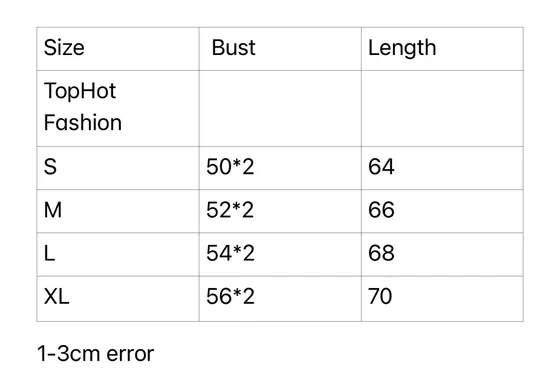 Size Bust Length
TopHot
Fashion
S 50*2 64
M 52*2 66
L 54*2 68
XL 56*2 70
1-3cm error